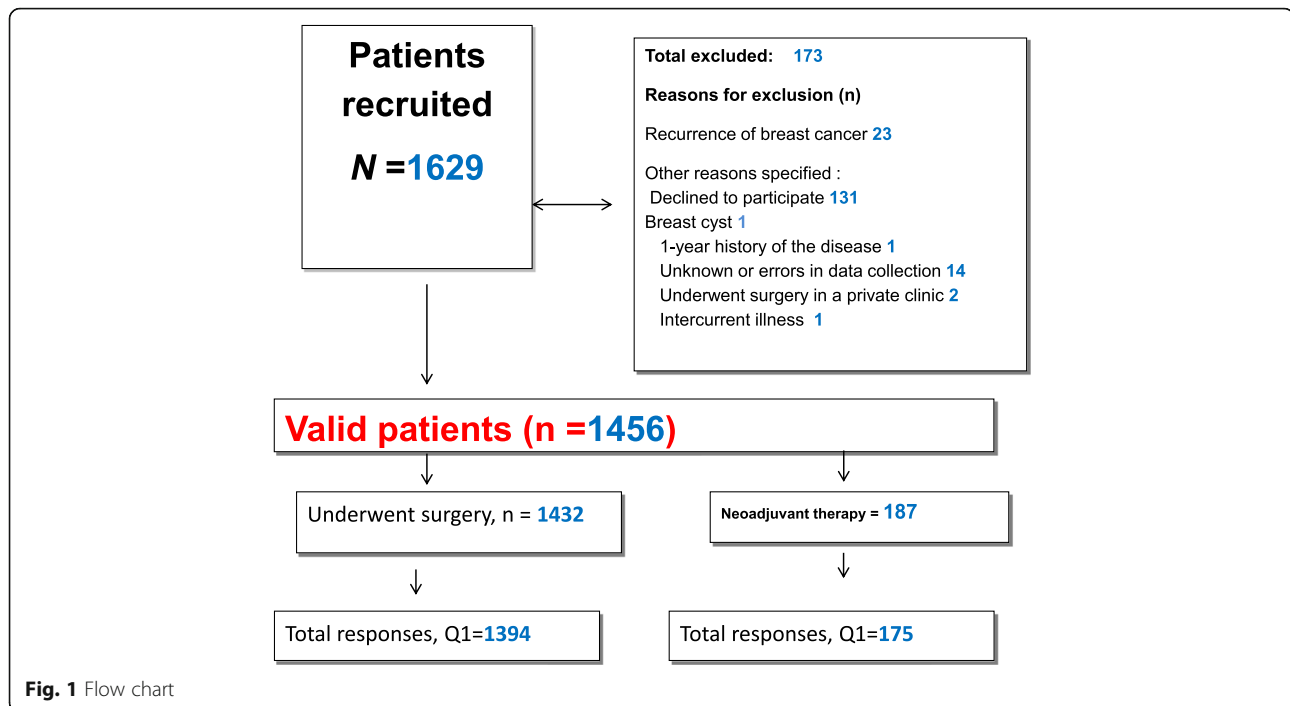 Patients
recruited
N =1629
Total excluded: 173
Reasons for exclusion (n)
Recurrence of breast cancer 23
Other reasons specified :
Declined to participate 131
Breast cyst 1
1-year history of the disease 1
Unknown or errors in data collection 14
Underwent surgery in a private clinic 2
Intercurrent illness 1
Valid patients (n =1456)
Underwent surgery, n = 1432
Neoadjuvant therapy = 187
Total responses, Q1=1394
Total responses, Q1=175
Fig. 1 Flow chart